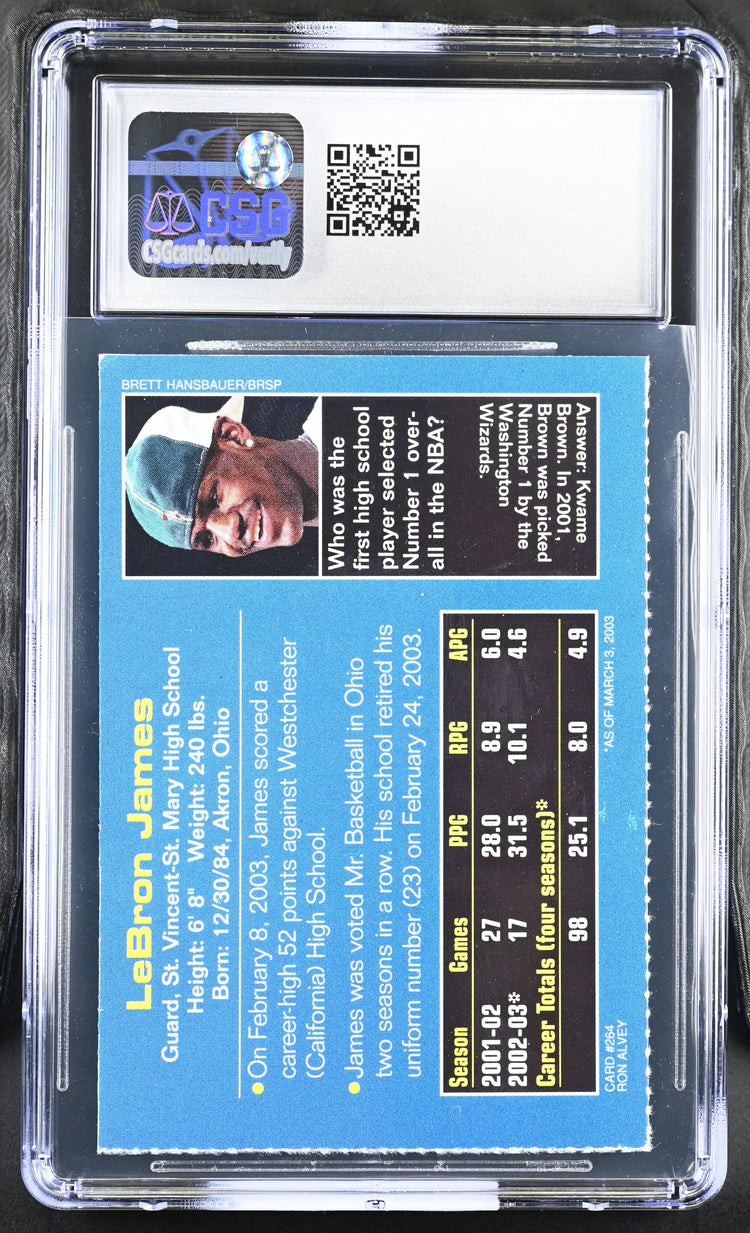 CSG
CSGcards.com/verify
BRETT HANSBAUER/BRSP
LeBron James
Guard, St. Vincent-St. Mary High School
Height: 6' 8" Weight: 240 lbs.
Born: 12/30/84, Akron, Ohio
•On February 8, 2003, James scored a
career-high 52 points against Westchester
(California) High School.
•James was voted Mr. Basketball in Ohio
two seasons in a row. His school retired his
uniform number (23) on February 24, 2003.
Season Games PPG RPG APG
2001-02 27 28.0 8.9 6.0
2002-03* 17 31.5 10.1 4.6
Career Totals (four seasons)*
98 25.1 8.0 4.9
CARD #264 *AS OF MARCH 3, 2003
RON ALVEY
Who was the
first high school
player selected
Number 1 over-
all in the NBA?
Answer: Kwame
Brown. In 2001,
Brown was picked
Number 1 by the
Washington
Wizards.